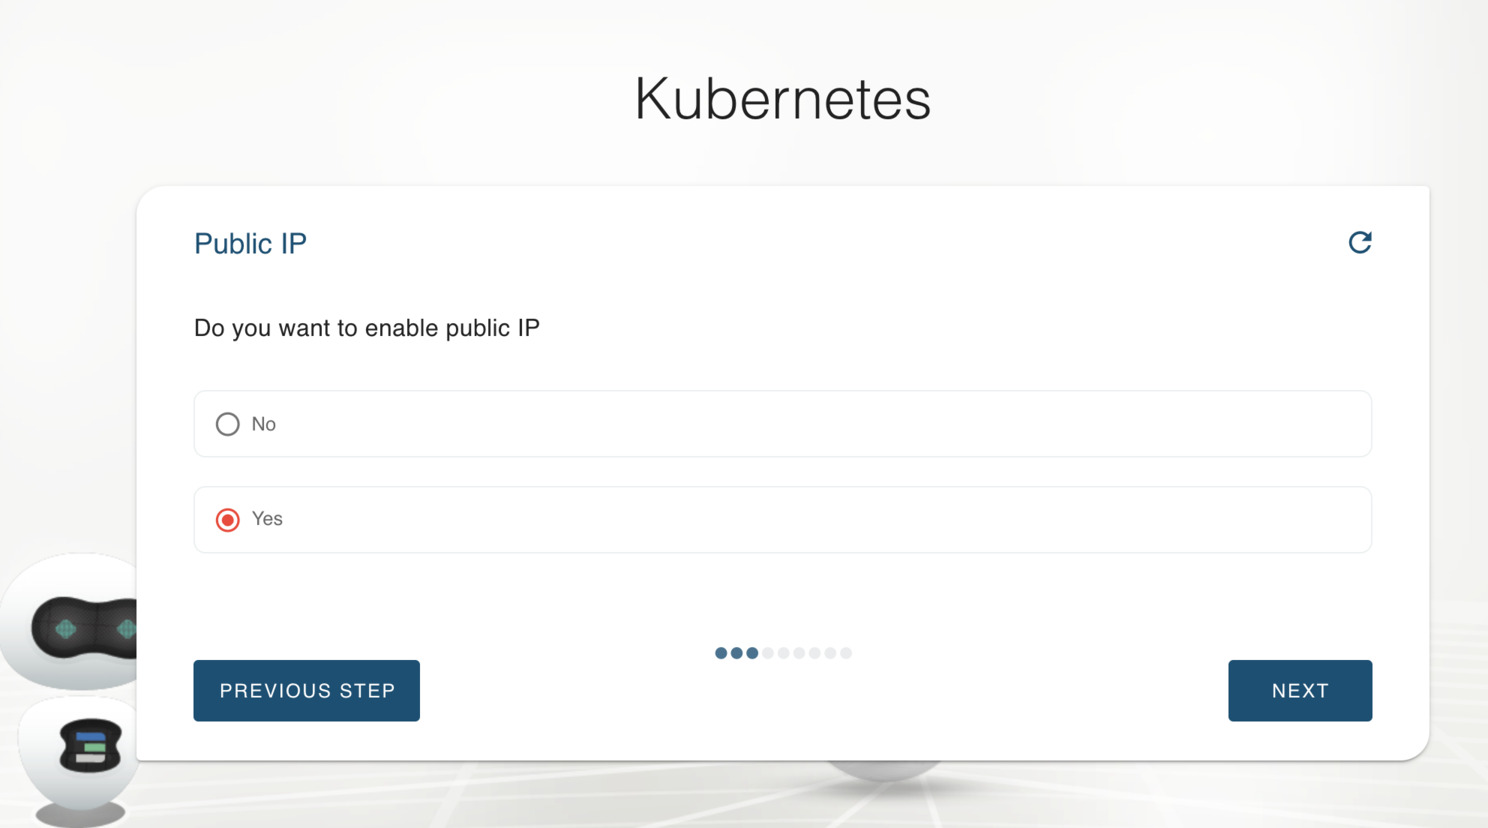 Kubernetes
Public IP
Do you want to enable public IP
No
Yes
PREVIOUS STEP
NEXT